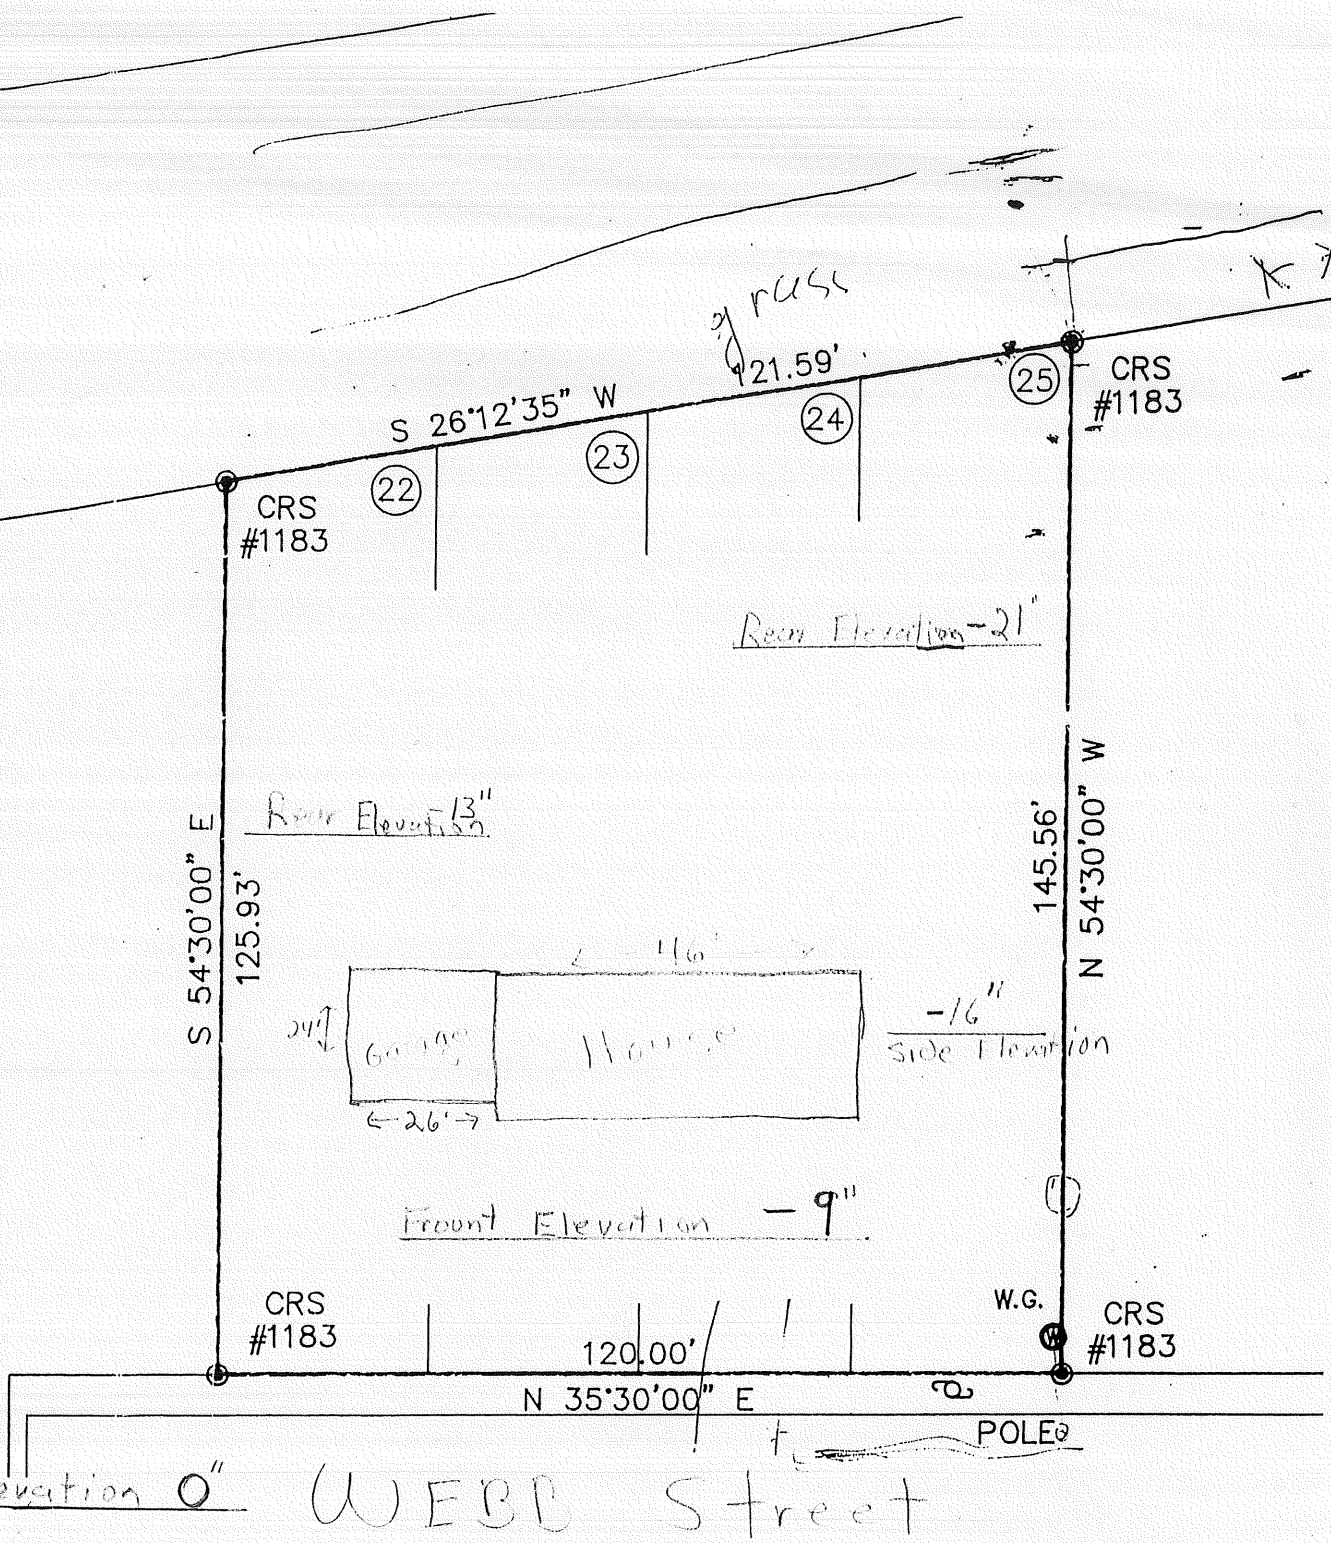 grass
K
121.59'
S 26°12'35" W
25
CRS
#1183
24
23
22
CRS
#1183
Rear Elevation -21"
N 54°30'00" W
145.56'
Rear Elevation -13"
S 54°30'00" E
125.93'
46'
24'
Garage
House
-16"
Side Elevation
26'
Frount Elevation -9"
W.G.
W
CRS
#1183
CRS
#1183
120.00'
N 35°30'00" E
POLE
evation 0"
WEBB Street